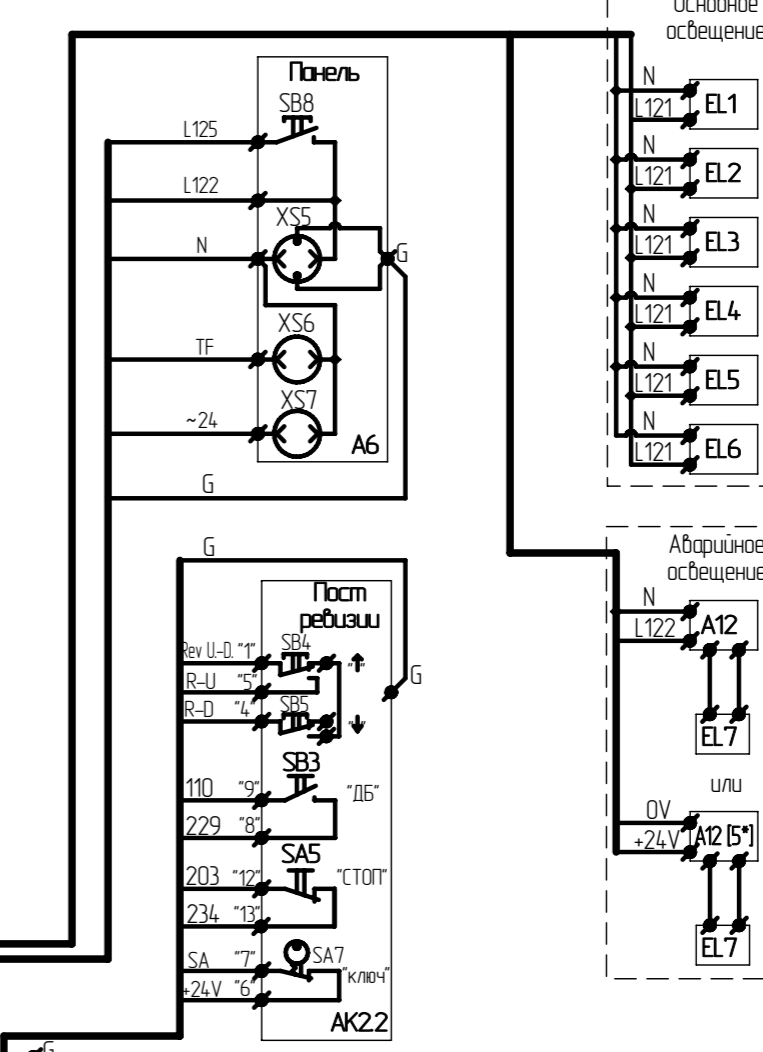 Основное
освещение
Панель
SB8
L125
L122
XS5
N
G
XS6
TF
XS7
~24
A6
G
N
L121 EL1
N
L121 EL2
N
L121 EL3
N
L121 EL4
N
L121 EL5
N
L121 EL6
G
Пост
ревизии
Rev U.-D. "1" SB4 "↑"
R-U "5"
G
R-D "4" SB5 "↓"
SB3
110 "9" "ДБ"
229 "8"
SA5
203 "12" "СТОП"
234 "13"
SA "7" SA7
"ключ"
+24V "6"
AK2.2
G
Аварийное
освещение
N
L122 A12
EL7
или
0V
+24V A12 [5*]
EL7